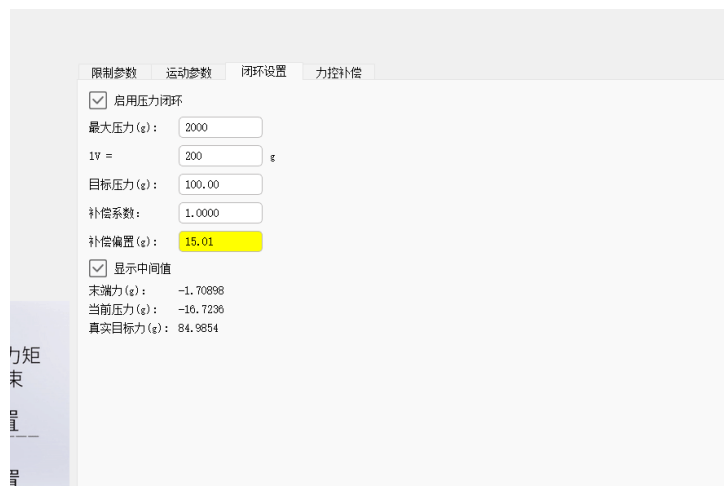 限制参数 运动参数 闭环设置 力控补偿
启用压力闭环
最大压力(g): 2000
1V = 200 g
目标压力(g): 100.00
补偿系数: 1.0000
补偿偏置(g): 15.01
显示中间值
末端力(g): -1.70898
当前压力(g): -16.7236
真实目标力(g): 84.9854
力矩
束
置
置